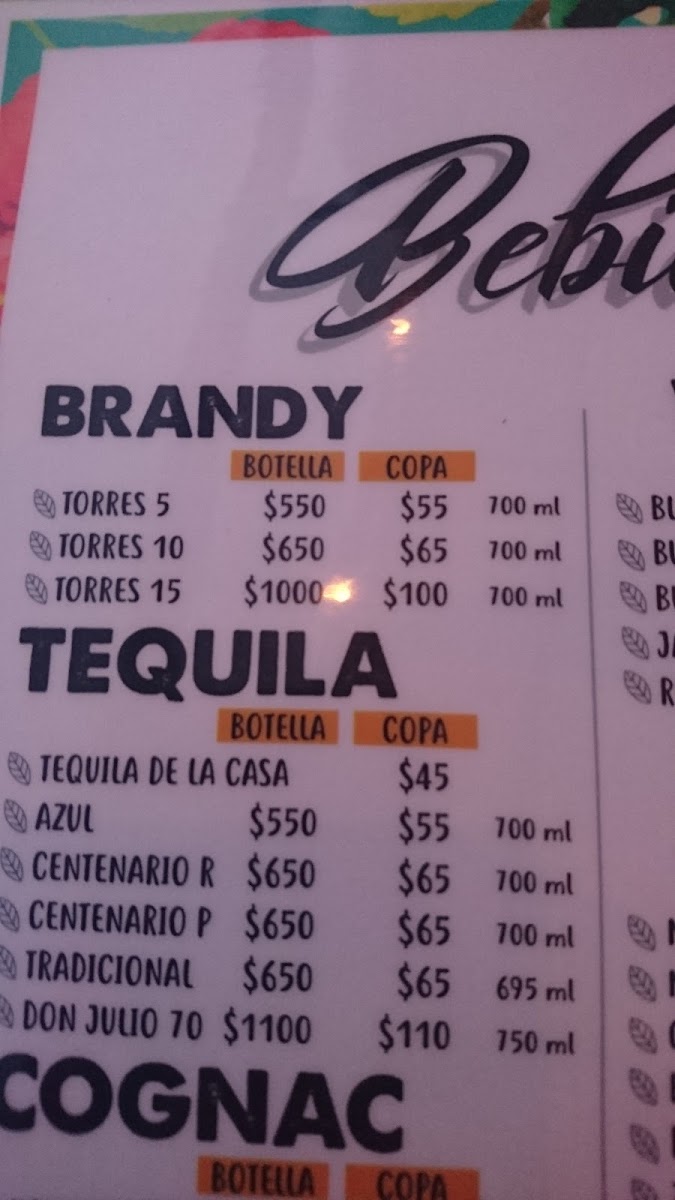 Bebi
BRANDY
BOTELLA COPA
TORRES 5 $550 $55 700 ml
TORRES 10 $650 $65 700 ml
TORRES 15 $1000 $100 700 ml
TEQUILA
BOTELLA COPA
TEQUILA DE LA CASA $45
AZUL $550 $55 700 ml
CENTENARIO R $650 $65 700 ml
CENTENARIO P $650 $65 700 ml
TRADICIONAL $650 $65 695 ml
DON JULIO 70 $1100 $110 750 ml
COGNAC
BOTELLA COPA